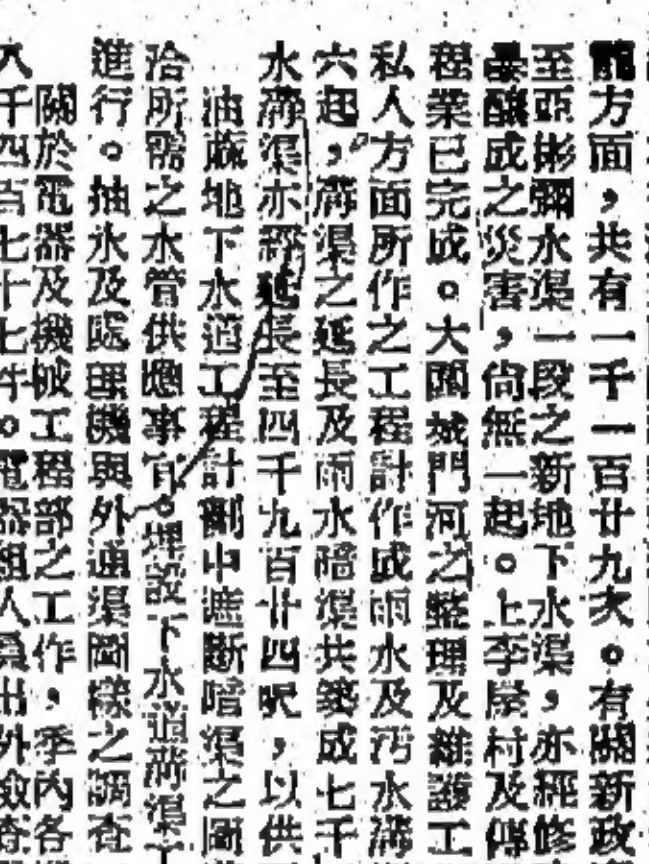 方面，共有一千一百廿九次。有關新政
至亞彬彌水渠一段之新地下水渠，亦經修
釀成之災害，尙無一起。上李屋村及傳
程業已完成。大圍城門河之整理及維護工
私人方面所作之工程計作成雨水及污水溝
六起，溝渠之延長及雨水暗渠共築成七千
水溝渠亦經延長至四千九百廿四呎，以供
油蔴地下水道工程計劃中遮斷暗渠之圖
洽所需之水管供應事宜。埋設下水道溝渠
進行。抽水及處理機與外通渠圖樣之調查
關於電器及機械工程部之工作，季內各
八千四百七十七件。電器組人員出外檢查